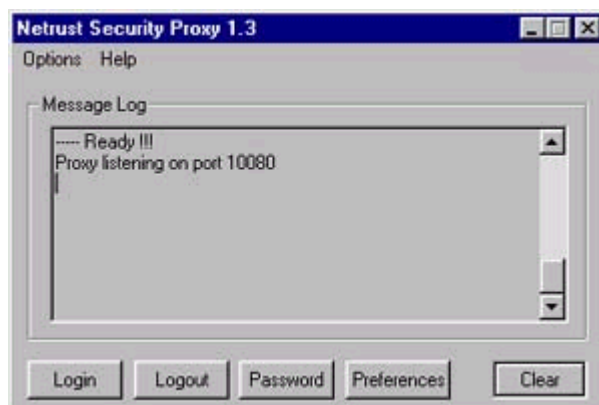 Netrust Security Proxy 1.3
Options Help
Message Log
----- Ready !!!
Proxy listening on port 10080
Login Logout Password Preferences Clear